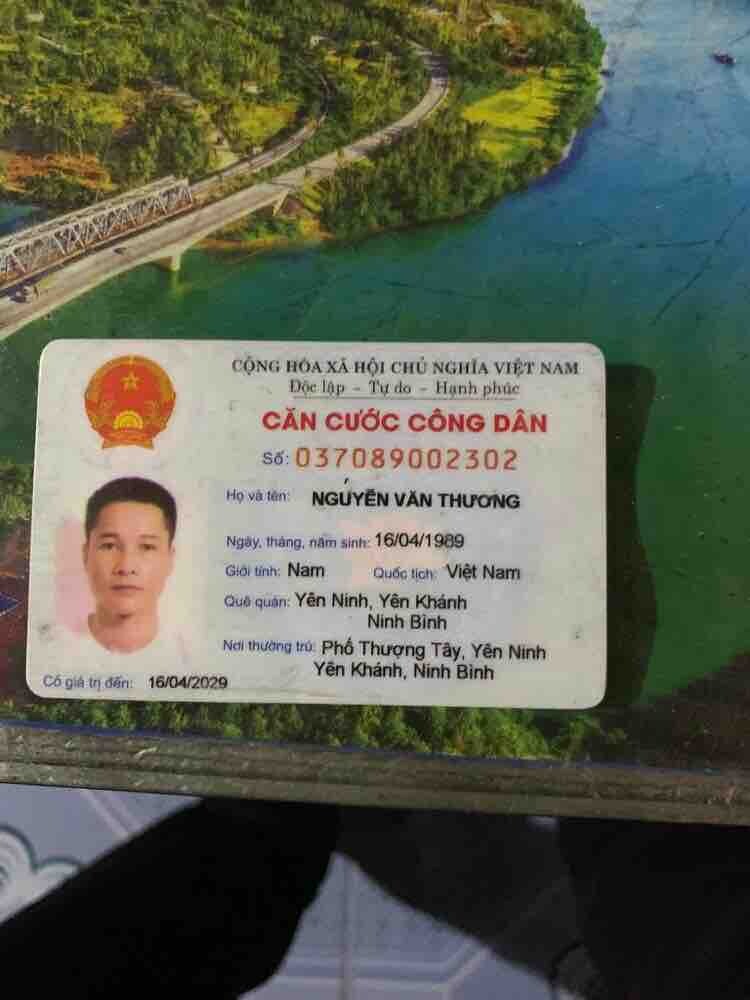 CỘNG HÒA XÃ HỘI CHỦ NGHĨA VIỆT NAM
Độc lập - Tự do - Hạnh phúc
CĂN CƯỚC CÔNG DÂN
Số: 037089002302
Họ và tên: NGUYỄN VĂN THƯƠNG
Ngày, tháng, năm sinh: 16/04/1989
Giới tính: Nam Quốc tịch: Việt Nam
Quê quán: Yên Ninh, Yên Khánh
Ninh Bình
Nơi thường trú: Phố Thượng Tây, Yên Ninh
Yên Khánh, Ninh Bình
Có giá trị đến: 16/04/2029